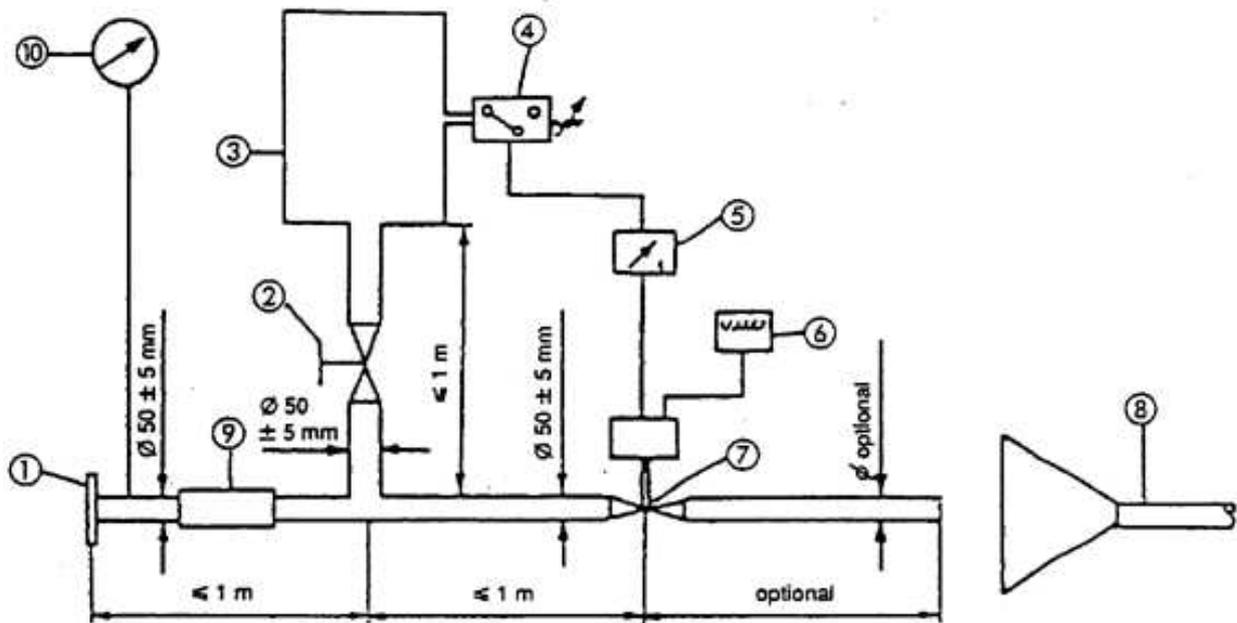 ⑩
④
③
⑤
②
⑥
Ø 50 ± 5 mm
Ø 50
± 5 mm
≤ 1 m
Ø 50 ± 5 mm
Ø optional
⑧
⑨
⑦
①
≤ 1 m
≤ 1 m
optional